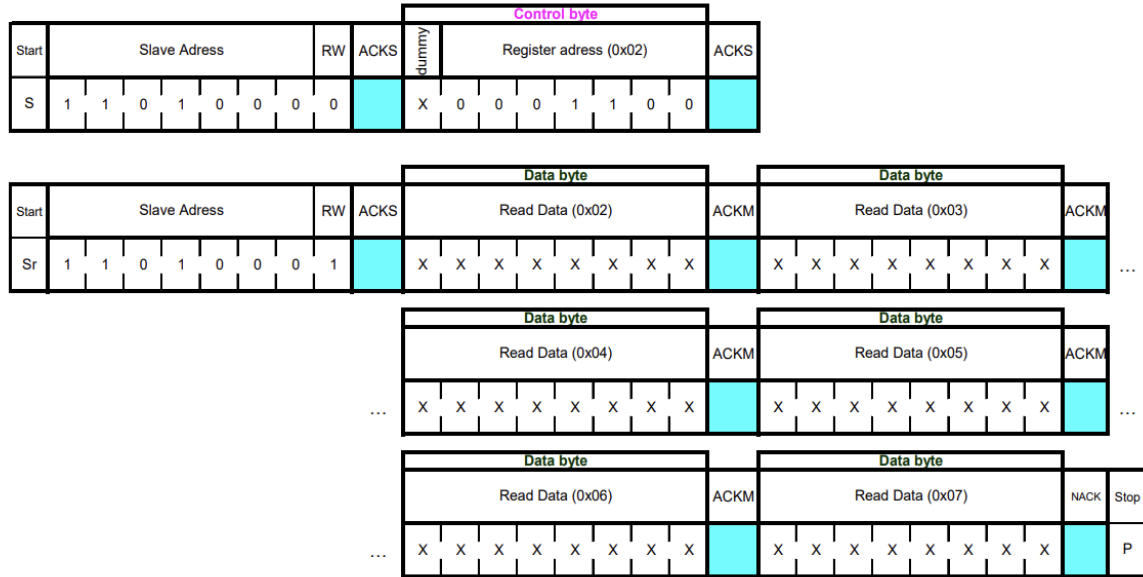 Control byte
Start Slave Adress RW ACKS dummy Register adress (0x02) ACKS
S 1 1 0 1 0 0 0 0 X 0 0 0 1 1 0 0
Data byte Data byte
Start Slave Adress RW ACKS Read Data (0x02) ACKM Read Data (0x03) ACKM
Sr 1 1 0 1 0 0 0 1 X X X X X X X X X X X X X X X X ...
Data byte Data byte
Read Data (0x04) ACKM Read Data (0x05) ACKM
... X X X X X X X X X X X X X X X X ...
Data byte Data byte
Read Data (0x06) ACKM Read Data (0x07) NACK Stop
... X X X X X X X X X X X X X X X X P